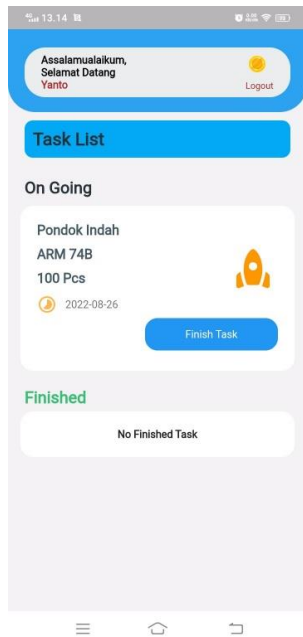 13.14
Assalamualaikum,
Selamat Datang
Yanto
Logout
Task List
On Going
Pondok Indah
ARM 74B
100 Pcs
2022-08-26
Finish Task
Finished
No Finished Task